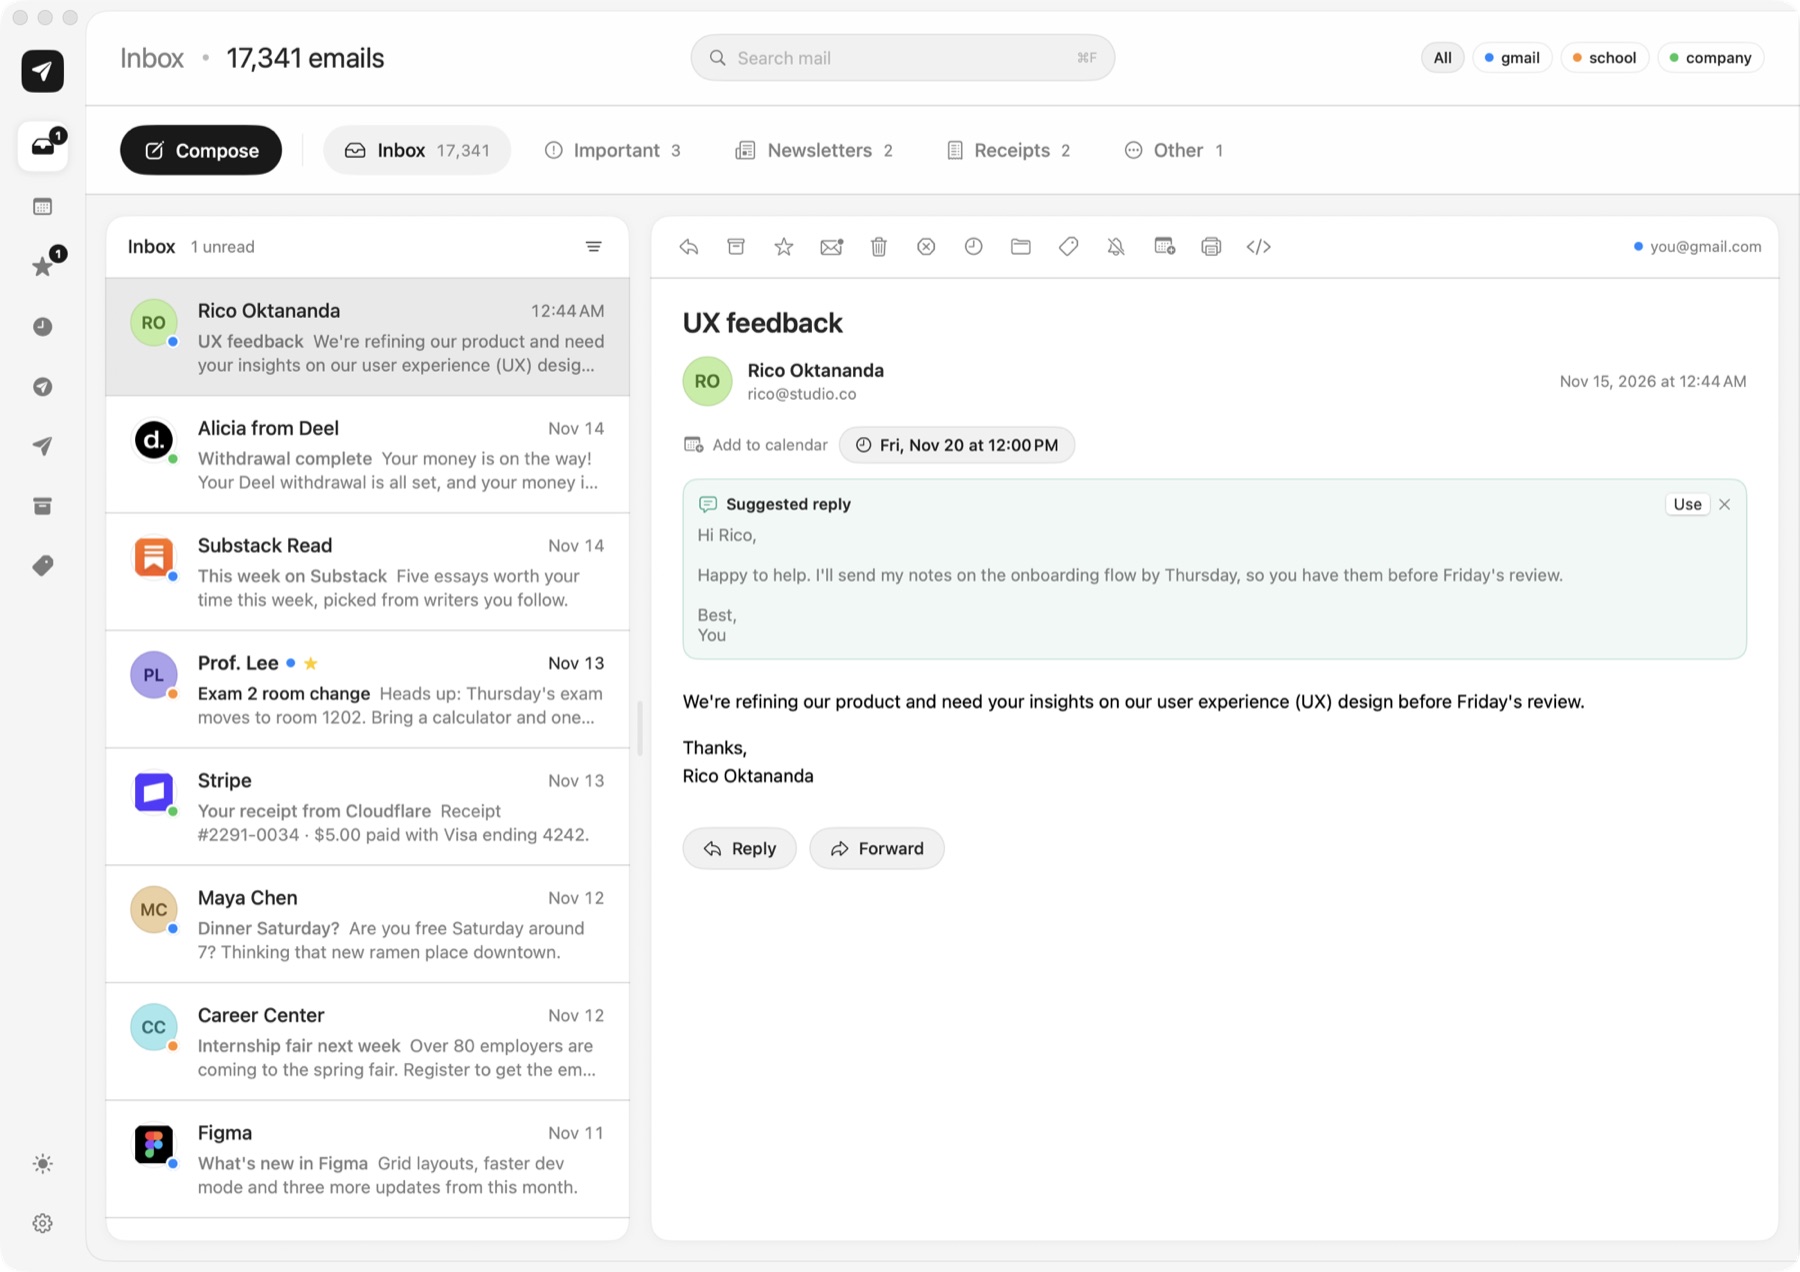 Inbox • 17,341 emails
Search mail ⌘F
All
gmail
school
company
1
1
Compose
Inbox 17,341
Important 3
Newsletters 2
Receipts 2
Other 1
Inbox 1 unread
RO
Rico Oktananda 12:44 AM
UX feedback We're refining our product and need
your insights on our user experience (UX) desig...
d.
Alicia from Deel Nov 14
Withdrawal complete Your money is on the way!
Your Deel withdrawal is all set, and your money i...
Substack Read Nov 14
This week on Substack Five essays worth your
time this week, picked from writers you follow.
PL
Prof. Lee Nov 13
Exam 2 room change Heads up: Thursday's exam
moves to room 1202. Bring a calculator and one...
Stripe Nov 13
Your receipt from Cloudflare Receipt
#2291-0034 · $5.00 paid with Visa ending 4242.
MC
Maya Chen Nov 12
Dinner Saturday? Are you free Saturday around
7? Thinking that new ramen place downtown.
CC
Career Center Nov 12
Internship fair next week Over 80 employers are
coming to the spring fair. Register to get the em...
Figma Nov 11
What's new in Figma Grid layouts, faster dev
mode and three more updates from this month.
you@gmail.com
UX feedback
RO
Rico Oktananda
rico@studio.co
Nov 15, 2026 at 12:44 AM
Add to calendar
Fri, Nov 20 at 12:00 PM
Suggested reply
Use
Hi Rico,
Happy to help. I'll send my notes on the onboarding flow by Thursday, so you have them before Friday's review.
Best,
You
We're refining our product and need your insights on our user experience (UX) design before Friday's review.
Thanks,
Rico Oktananda
Reply
Forward